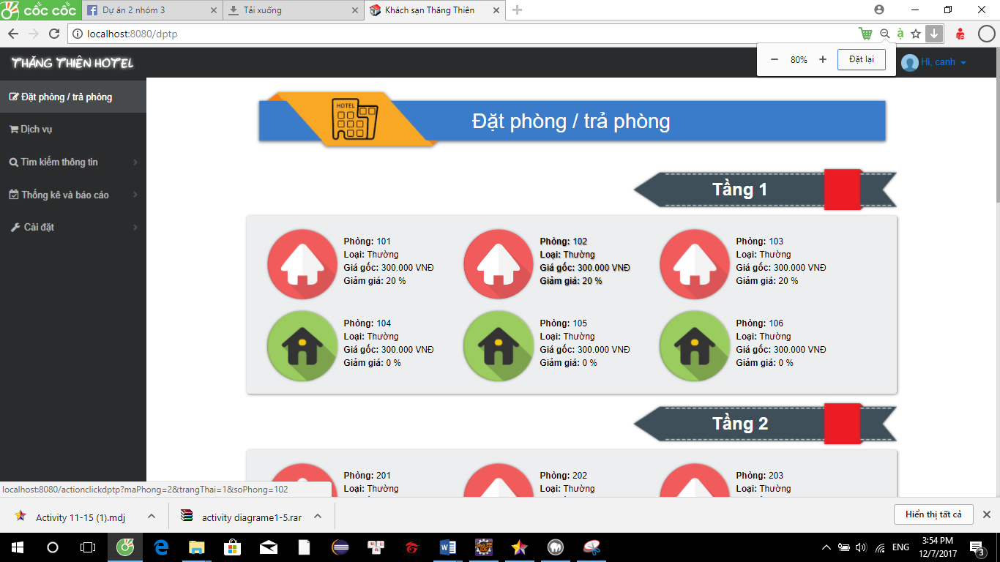 cốc cốc
Dự án 2 nhóm 3
Tải xuống
Khách sạn Thăng Thiên
localhost:8080/dptp
80%
Đặt lại
THĂNG THIÊN HOTEL
Hi, canh
Đặt phòng / trả phòng
Dịch vụ
Tìm kiếm thông tin
Thống kê và báo cáo
Cài đặt
HOTEL
Đặt phòng / trả phòng
Tầng 1
Phòng: 101
Loại: Thường
Giá gốc: 300.000 VNĐ
Giảm giá: 20 %
Phòng: 102
Loại: Thường
Giá gốc: 300.000 VNĐ
Giảm giá: 20 %
Phòng: 103
Loại: Thường
Giá gốc: 300.000 VNĐ
Giảm giá: 20 %
Phòng: 104
Loại: Thường
Giá gốc: 300.000 VNĐ
Giảm giá: 0 %
Phòng: 105
Loại: Thường
Giá gốc: 300.000 VNĐ
Giảm giá: 0 %
Phòng: 106
Loại: Thường
Giá gốc: 300.000 VNĐ
Giảm giá: 0 %
Tầng 2
Phòng: 201
Loại: Thường
Phòng: 202
Loại: Thường
Phòng: 203
Loại: Thường
localhost:8080/actionclickdptp?maPhong=2&trangThai=1&soPhong=102
Activity 11-15 (1).mdj
activity diagrame1-5.rar
Hiển thị tất cả
ENG
3:54 PM
12/7/2017
3